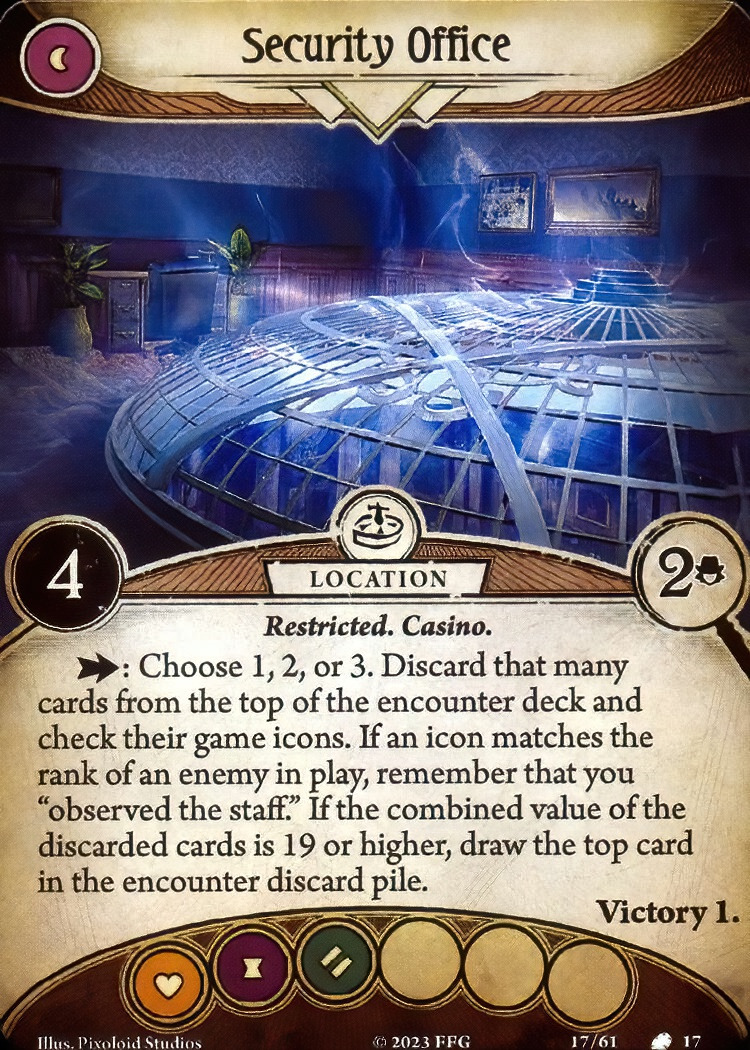 Security Office
4
LOCATION
2
Restricted. Casino.
: Choose 1, 2, or 3. Discard that many
cards from the top of the encounter deck and
check their game icons. If an icon matches the
rank of an enemy in play, remember that you
“observed the staff.” If the combined value of the
discarded cards is 19 or higher, draw the top card
in the encounter discard pile.
Victory 1.
Illus. Pixoloid Studios
© 2023 FFG
17/61
17